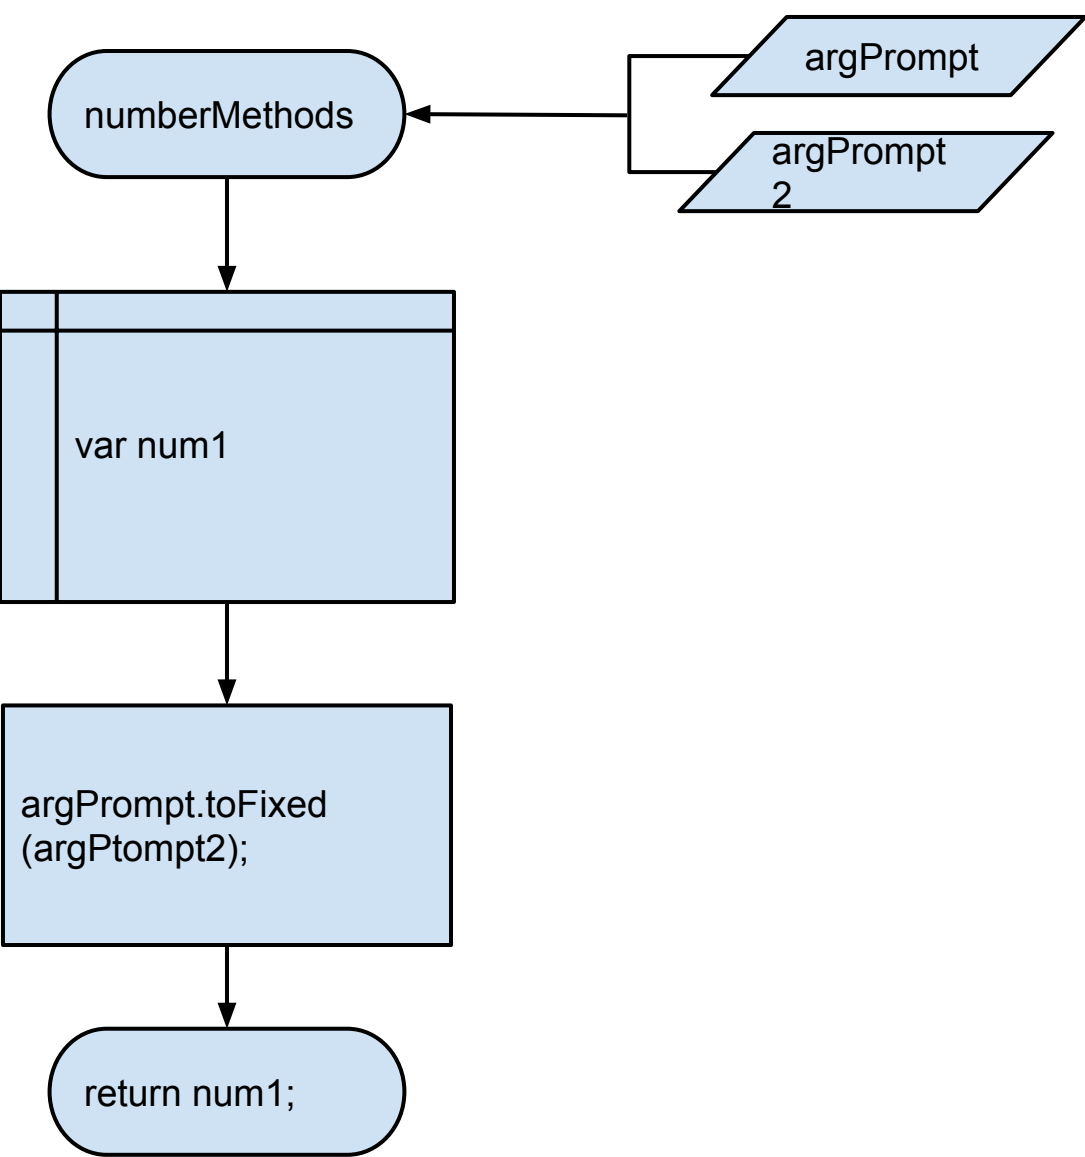 argPrompt
numberMethods
argPrompt
2
var num1
argPrompt.toFixed
(argPtompt2);
return num1;